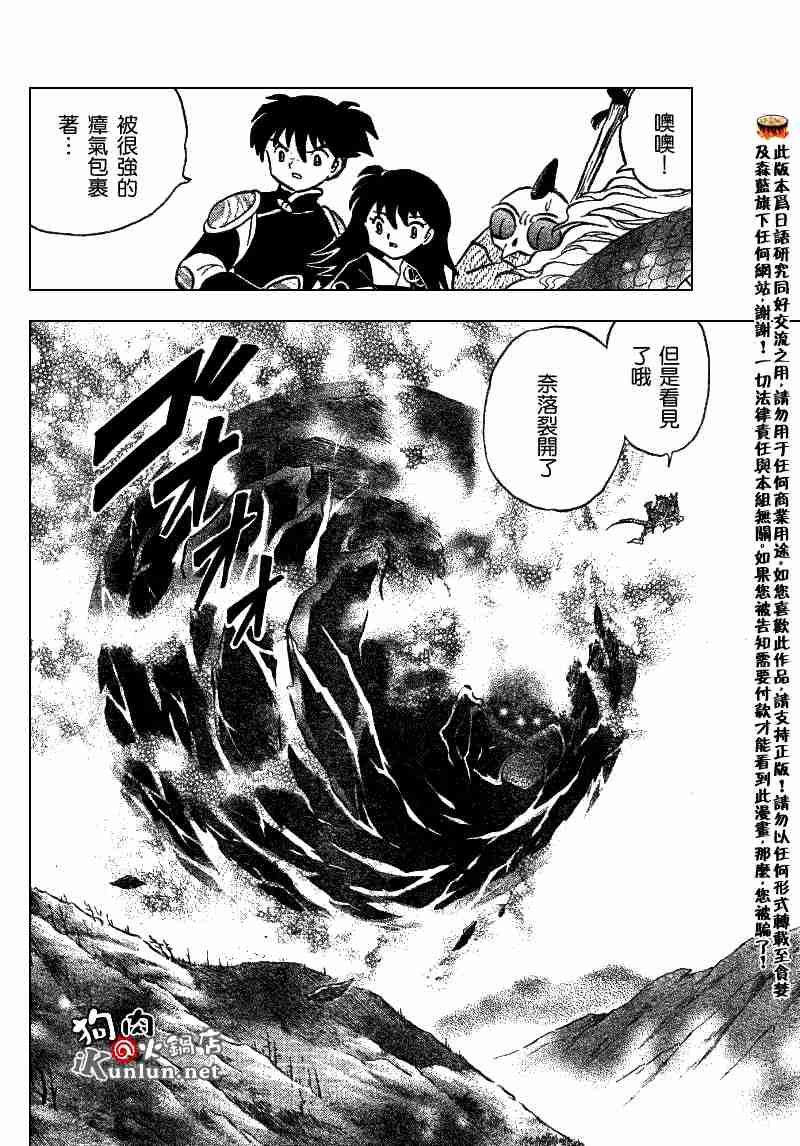 噢噢！
被很強的
瘴氣包裹
著…
但是看見
了哦
奈落裂開了
ゴオオオオ
此版本爲日語研究同好交流之用，請勿用于任何商業用途，如您喜歡此作品，請支持正版！請勿以任何形式轉載至貪婪
及森藍旗下任何網站，謝謝！一切法律責任與本組無關。如果您被告知需要付款才能看到此漫畫，那麼，您被騙了！
狗肉
@火鍋店
iKunlun.net